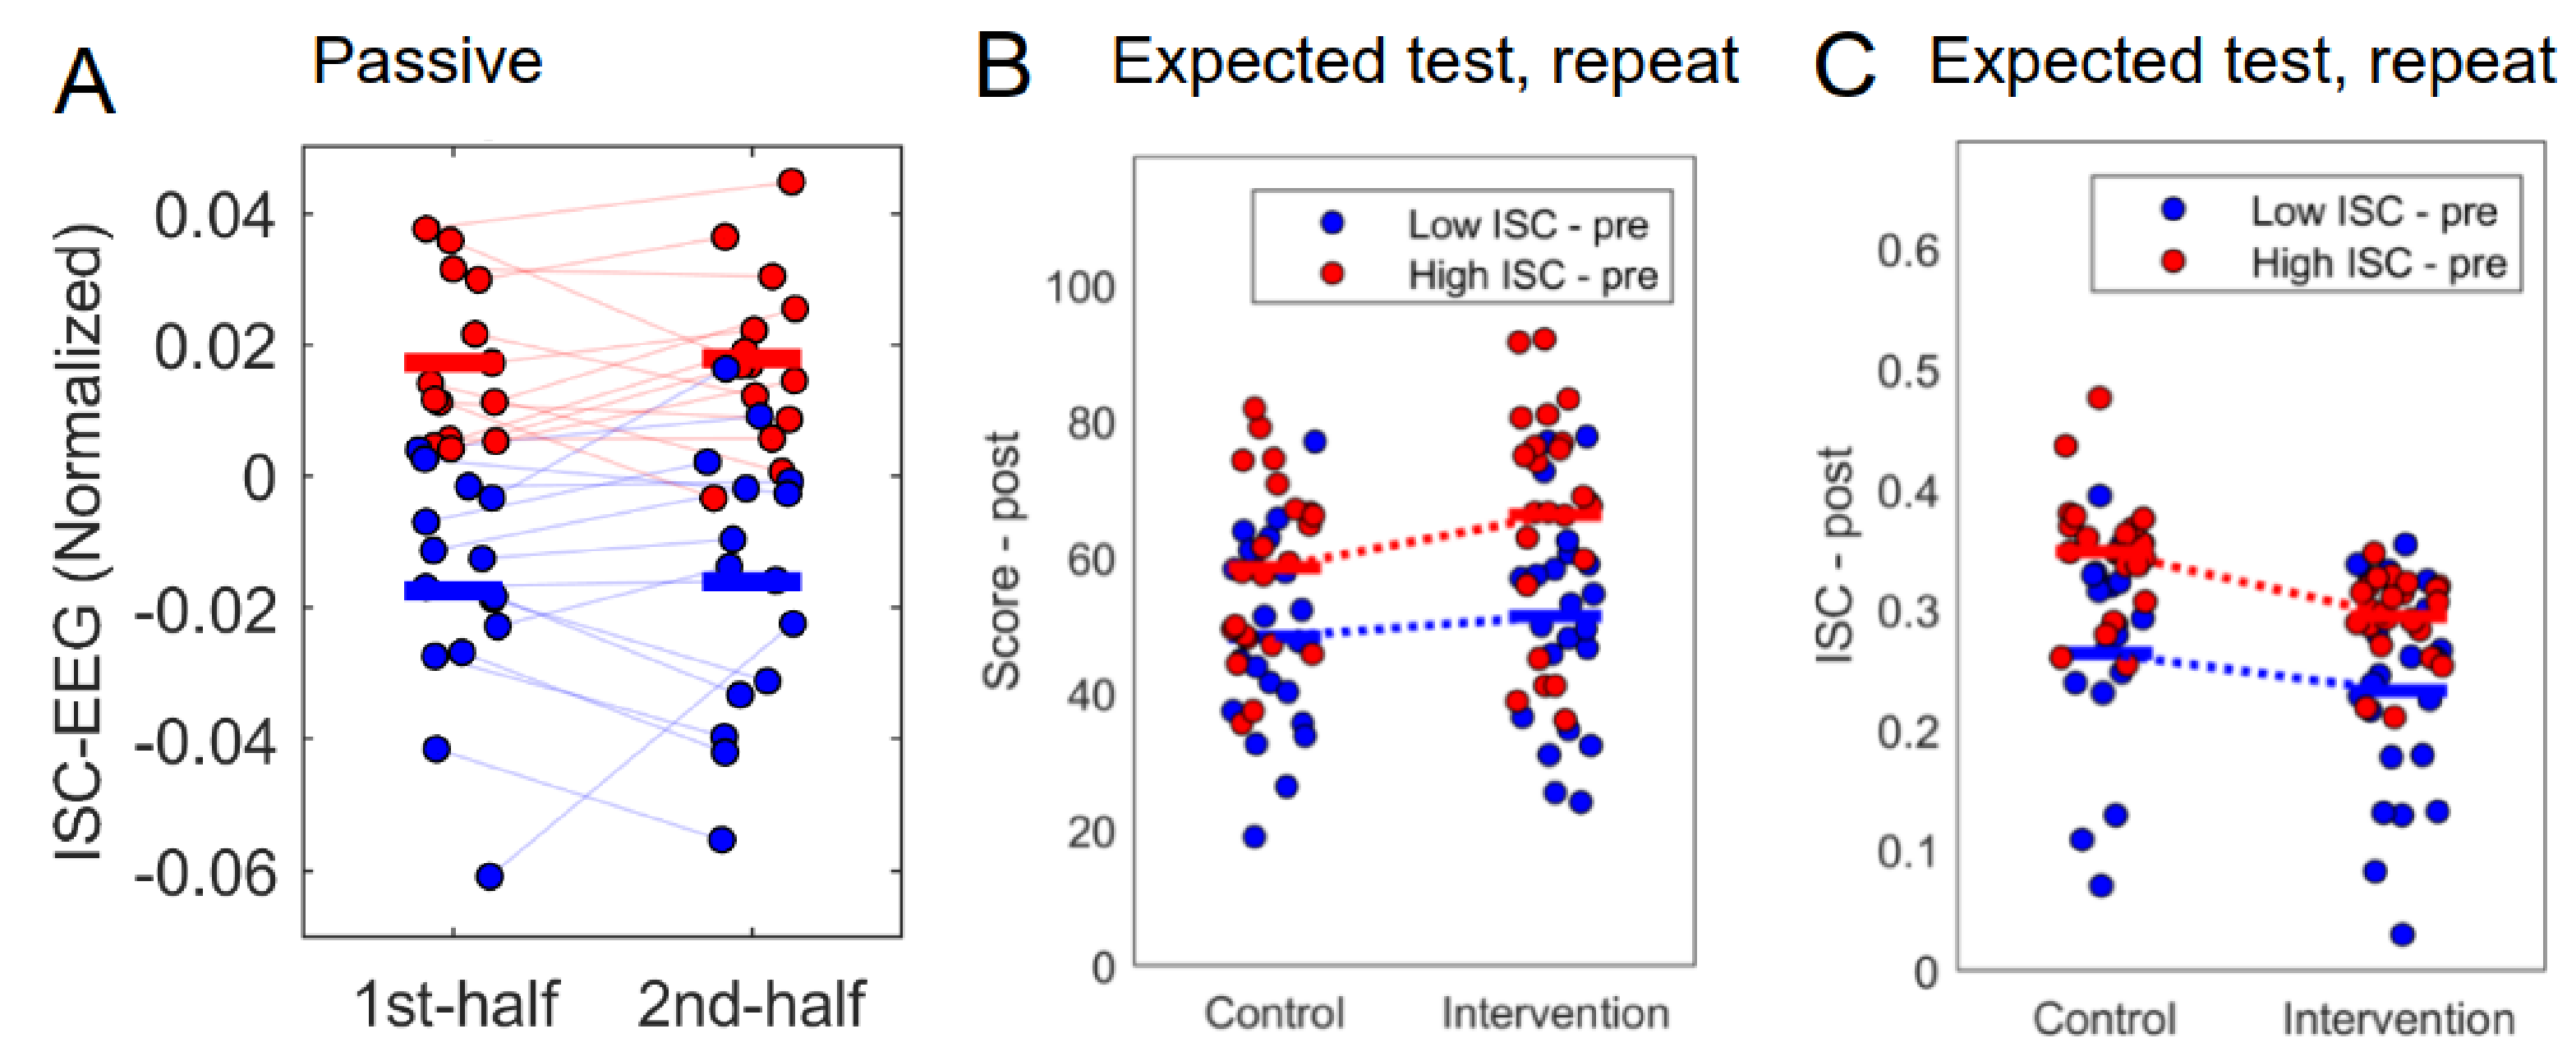 A Passive
ISC-EEG (Normalized)
0.04
0.02
0
-0.02
-0.04
-0.06
1st-half 2nd-half
B Expected test, repeat
Score - post
100
80
60
40
20
0
Low ISC - pre
High ISC - pre
Control Intervention
C Expected test, repeat
ISC - post
0.6
0.5
0.4
0.3
0.2
0.1
0
Low ISC - pre
High ISC - pre
Control Intervention